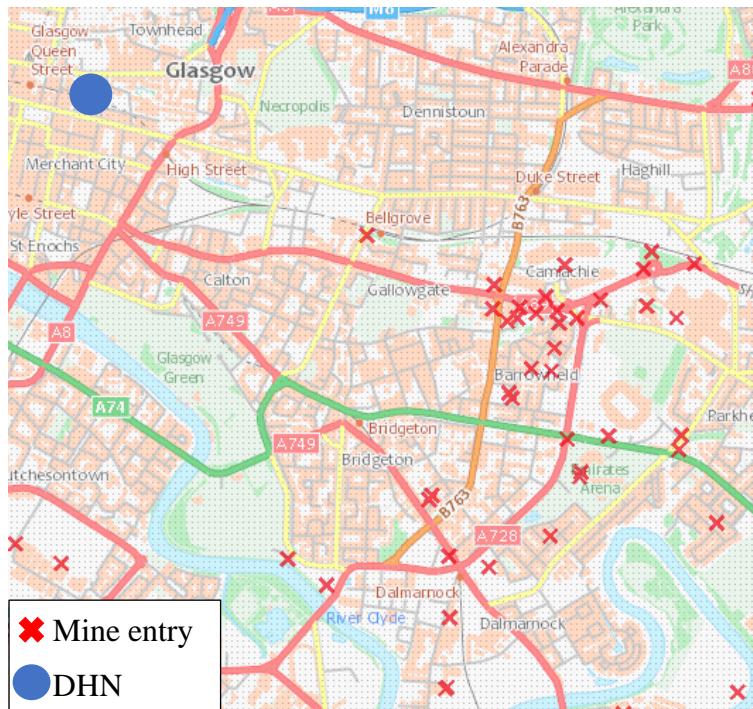 M8
Glasgow
Queen
Street
Townhead
Glasgow
Alexandra
Park
Alexandra
Parade
A8
Necropolis
Dennistoun
Merchant City
High Street
Haghill
Duke Street
B763
yle Street
St Enochs
Bellgrove
Calton
Camlachie
Gallowgate
A749
A8
Glasgow
Green
Barrowfield
A74
A749
Bridgeton
Bridgeton
Parkhe
utchesontown
Emirates
Arena
B763
A728
Dalmarnock
River Clyde
Dalmarnock
Mine entry
DHN